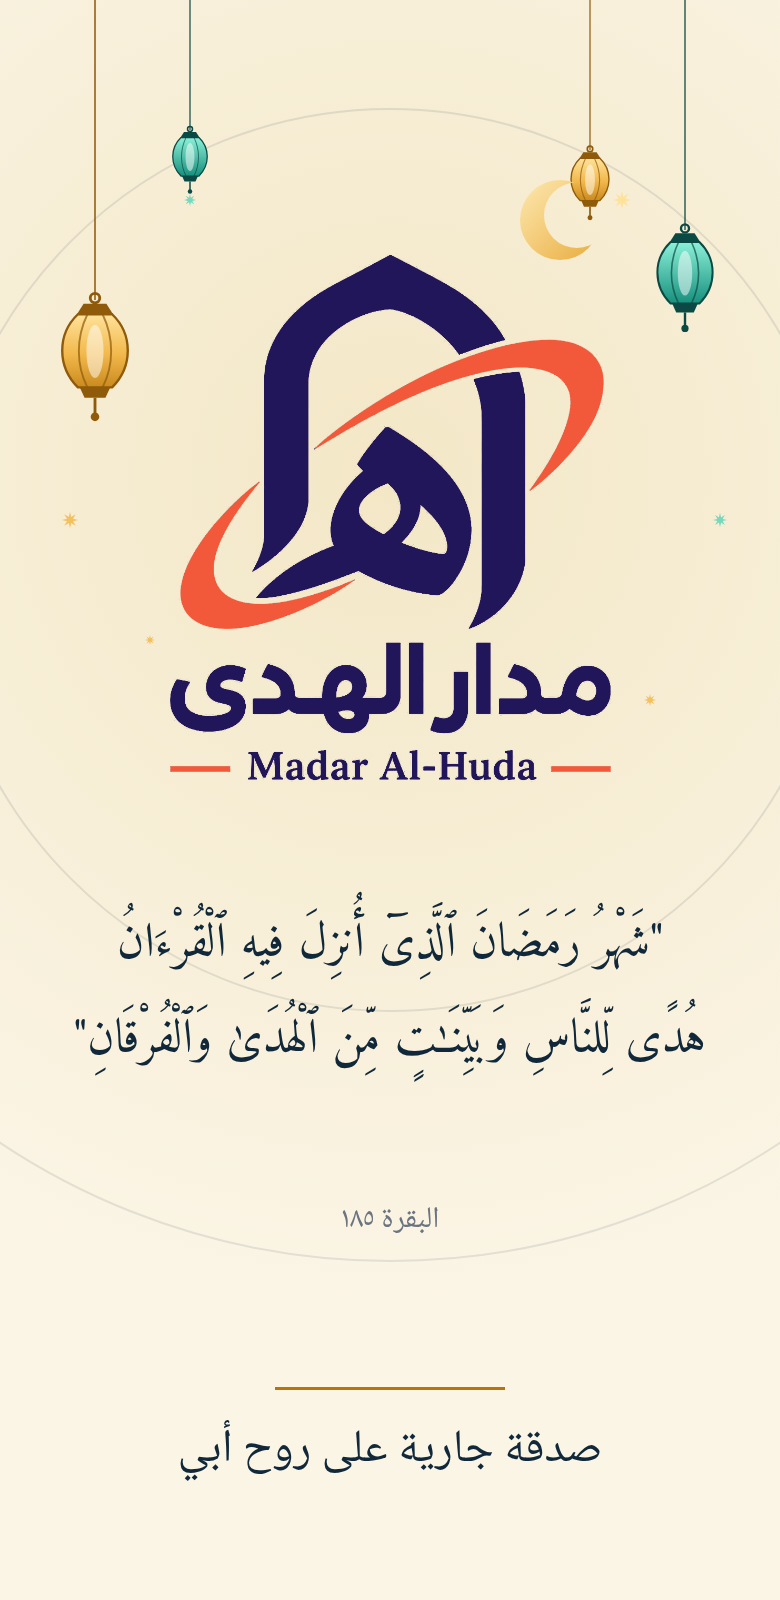 مدار الهدى
Madar Al-Huda
"شَهْرُ رَمَضَانَ ٱلَّذِىٓ أُنزِلَ فِيهِ ٱلْقُرْءَانُ
هُدًى لِّلنَّاسِ وَبَيِّنَـٰتٍ مِّنَ ٱلْهُدَىٰ وَٱلْفُرْقَانِ"
البقرة ١٨٥
صدقة جارية على روح أبي